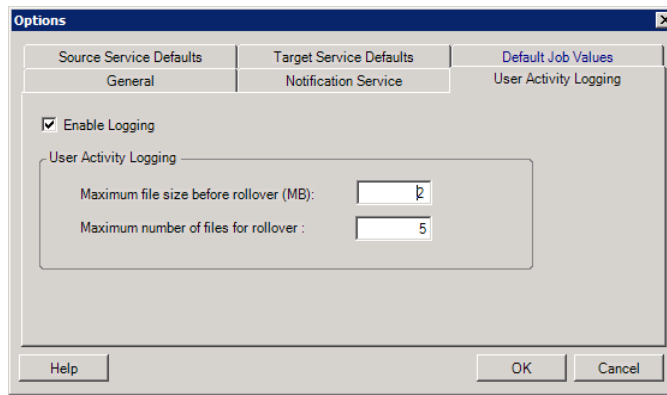 Options
Source Service Defaults
Target Service Defaults
Default Job Values
General
Notification Service
User Activity Logging
Enable Logging
User Activity Logging
Maximum file size before rollover (MB): 2
Maximum number of files for rollover : 5
Help
OK
Cancel